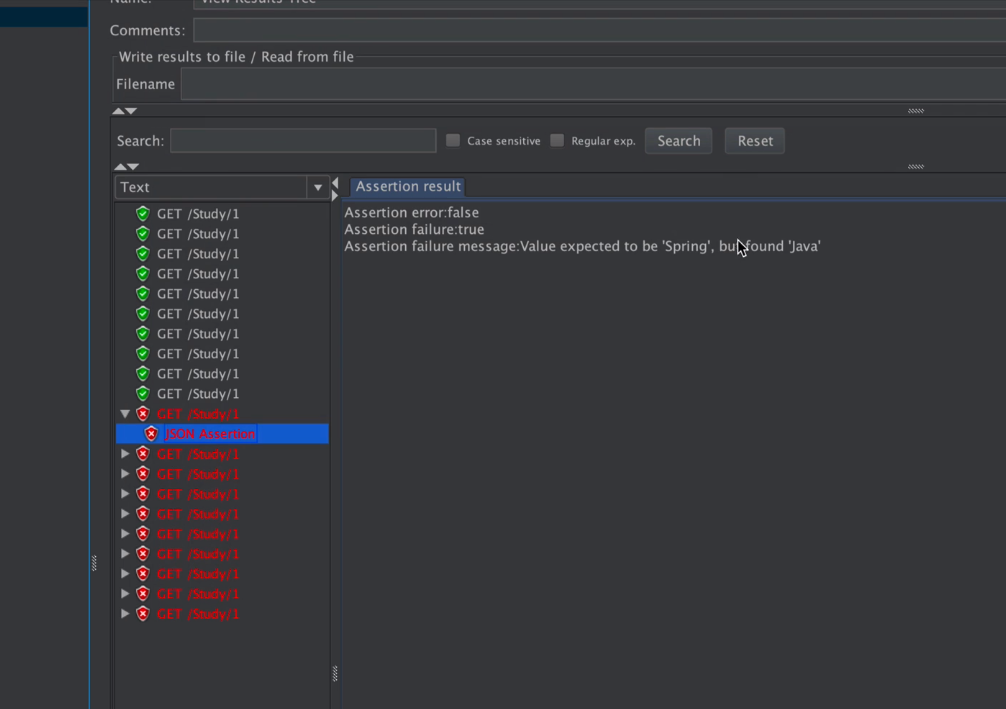 Name: View Results Tree
Comments:
Write results to file / Read from file
Filename
Search: Case sensitive Regular exp. Search Reset
Text
Assertion result
GET /Study/1
GET /Study/1
GET /Study/1
GET /Study/1
GET /Study/1
GET /Study/1
GET /Study/1
GET /Study/1
GET /Study/1
GET /Study/1
GET /Study/1
JSON Assertion
GET /Study/1
GET /Study/1
GET /Study/1
GET /Study/1
GET /Study/1
GET /Study/1
GET /Study/1
GET /Study/1
GET /Study/1
Assertion error:false
Assertion failure:true
Assertion failure message:Value expected to be 'Spring', but found 'Java'